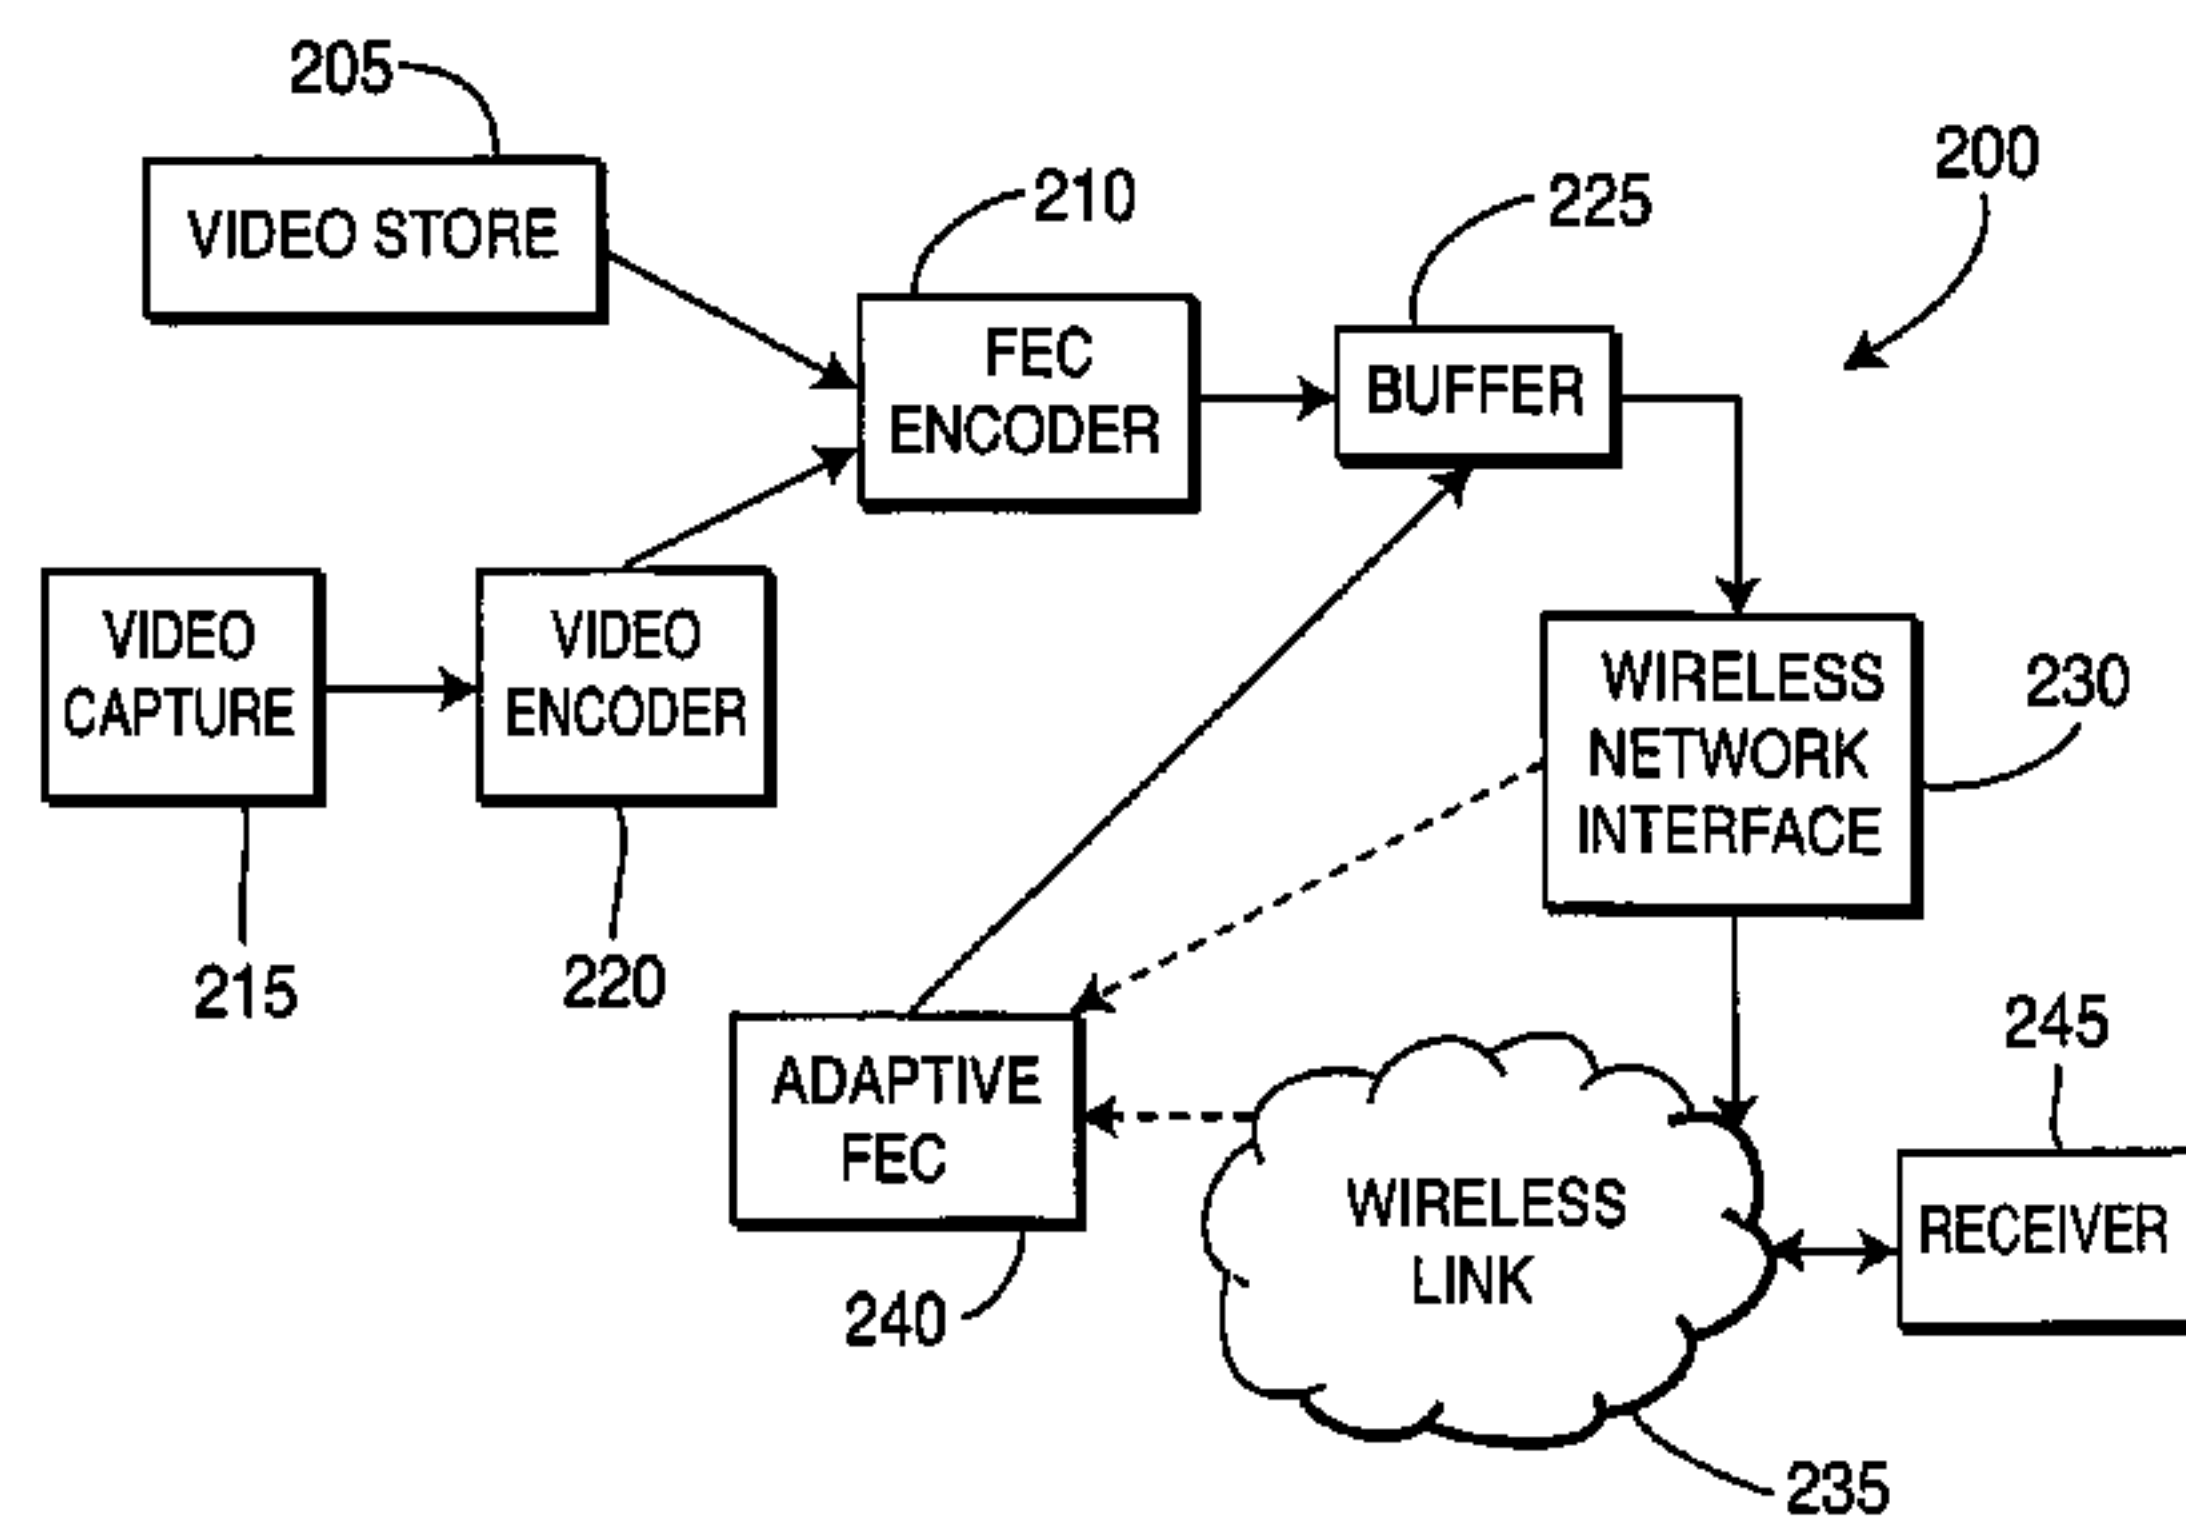 205
VIDEO STORE
210
FEC
ENCODER
225
BUFFER
200
VIDEO
CAPTURE
215
VIDEO
ENCODER
220
WIRELESS
NETWORK
INTERFACE
230
ADAPTIVE
FEC
240
WIRELESS
LINK
235
245
RECEIVER